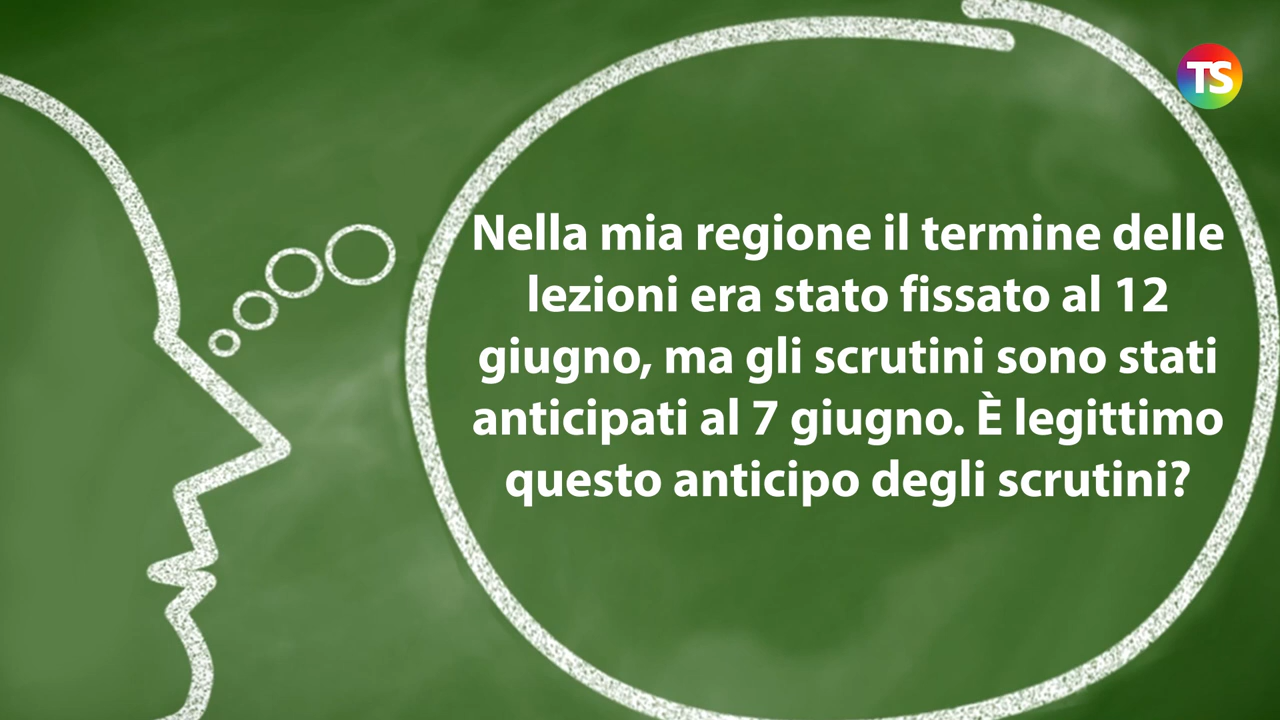 TS
Nella mia regione il termine delle
lezioni era stato fissato al 12
giugno, ma gli scrutini sono stati
anticipati al 7 giugno. È legittimo
questo anticipo degli scrutini?